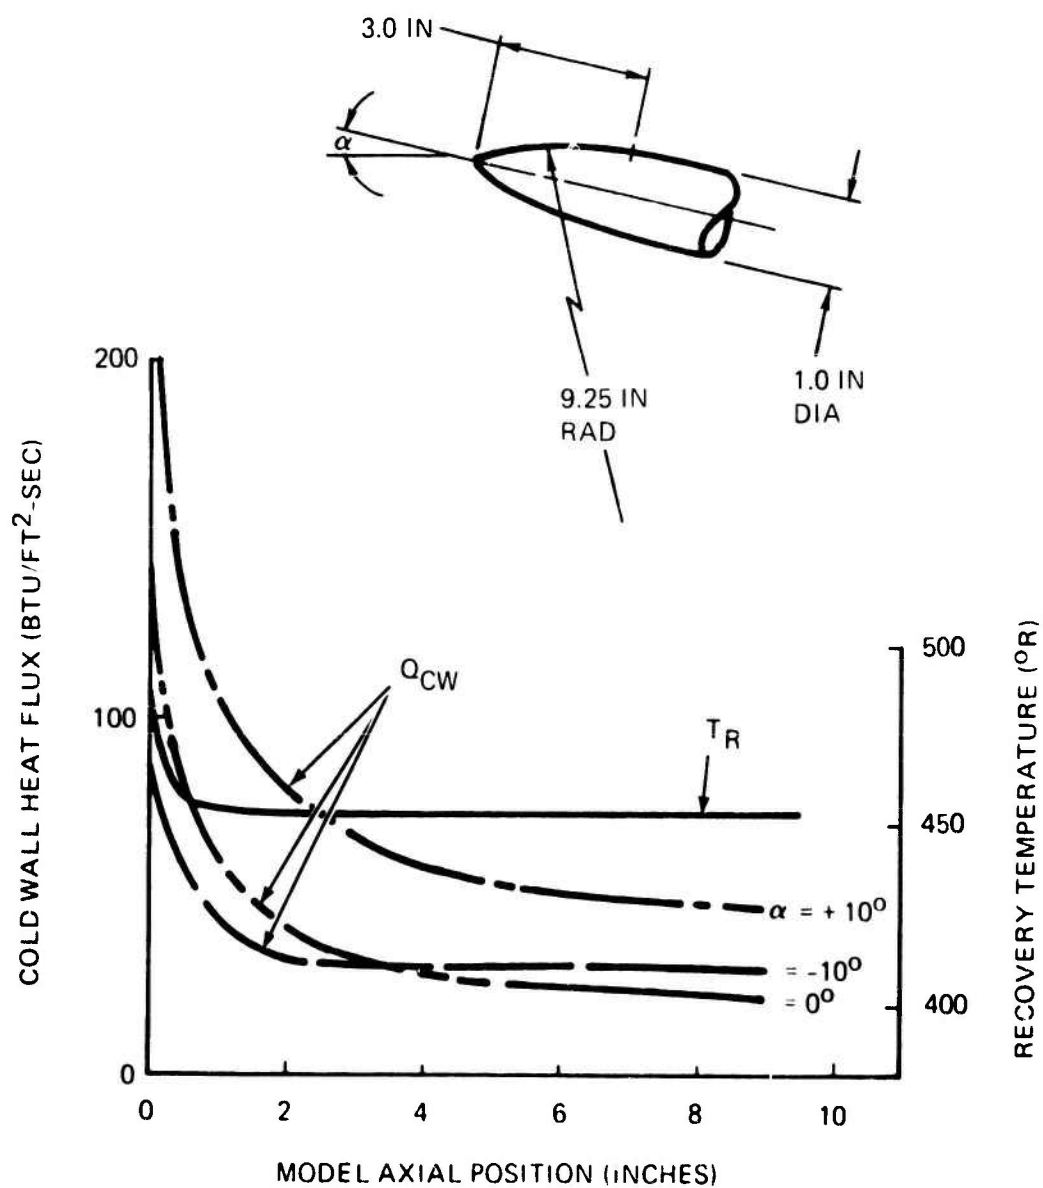 3.0 IN
α
9.25 IN
RAD
1.0 IN
DIA
200
100
0
COLD WALL HEAT FLUX (BTU/FT²-SEC)
Q_CW
T_R
500
450
400
RECOVERY TEMPERATURE (°R)
α = + 10°
= -10°
= 0°
0 2 4 6 8 10
MODEL AXIAL POSITION (INCHES)